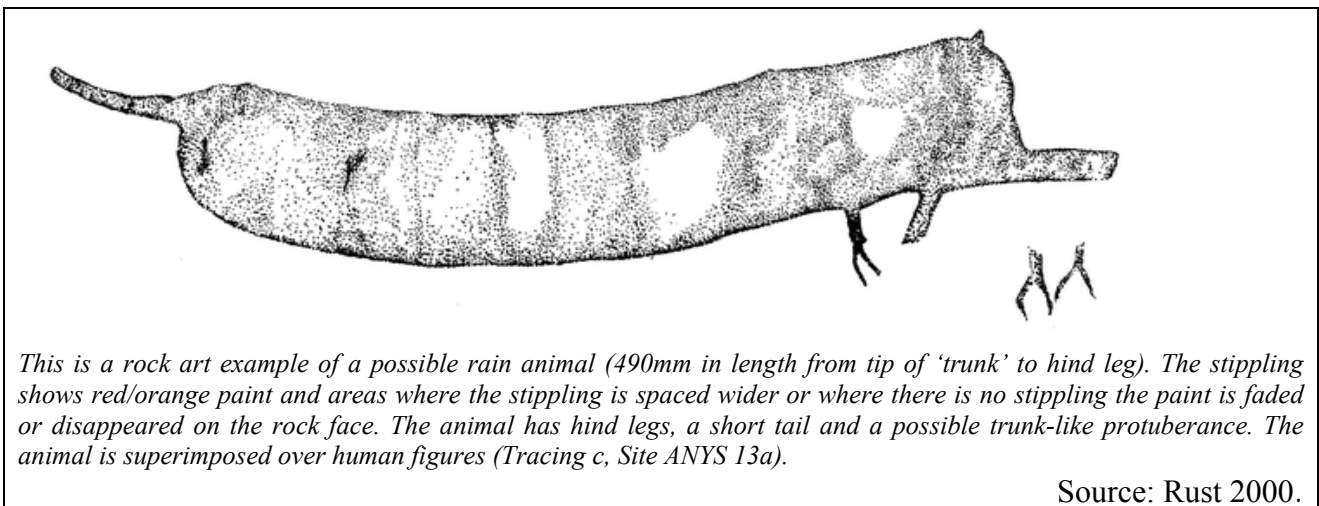 This is a rock art example of a possible rain animal (490mm in length from tip of ‘trunk’ to hind leg). The stippling
shows red/orange paint and areas where the stippling is spaced wider or where there is no stippling the paint is faded
or disappeared on the rock face. The animal has hind legs, a short tail and a possible trunk-like protuberance. The
animal is superimposed over human figures (Tracing c, Site ANYS 13a).
Source: Rust 2000.